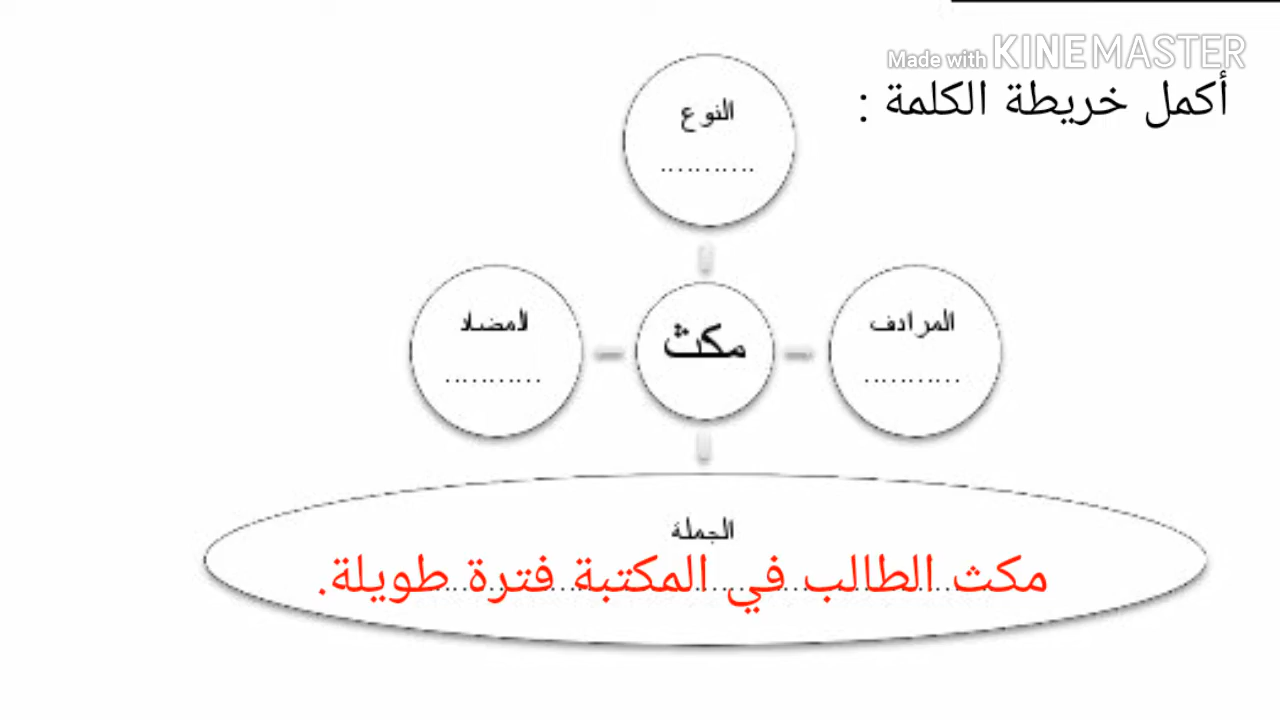 Made with KINEMASTER
أكمل خريطة الكلمة :
النوع
...........
المرادف
...........
مكث
المضاد
...........
الجملة
مكث الطالب في المكتبة فترة طويلة.